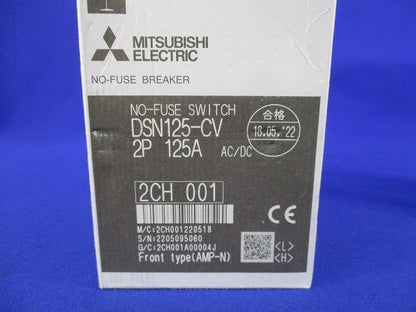 MITSUBISHI
ELECTRIC
NO-FUSE BREAKER
NO-FUSE SWITCH
DSN125-CV
2P 125A AC/DC
合格
18.05.'22
2CH 001
M/C:2CH001220518
S/N:2205095060
G/C:2CH001A00004J
Front type(AMP-N)
CE
<L>
<H>